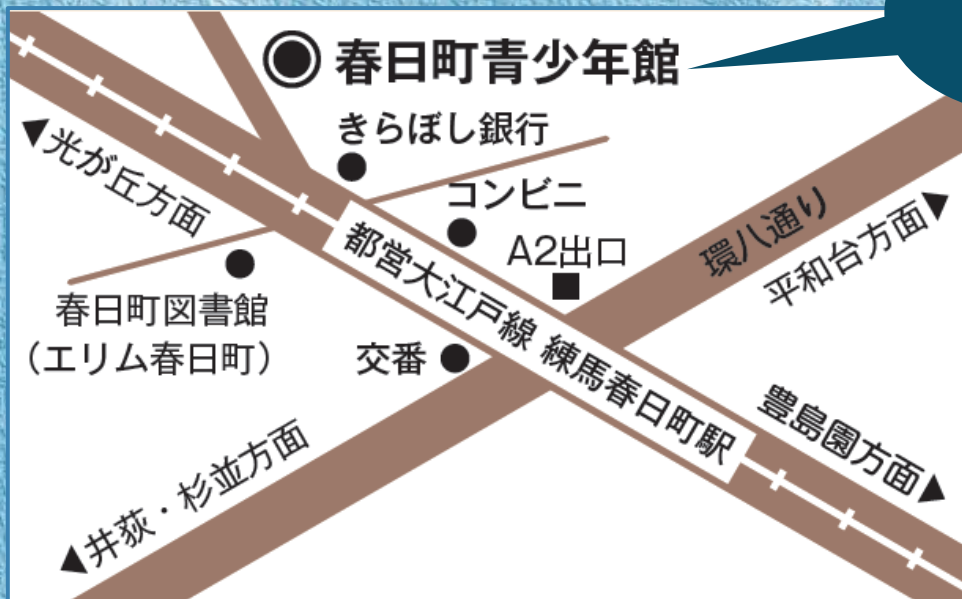 春日町青少年館
きらぼし銀行
コンビニ
A2出口
環八通り
平和台方面
光が丘方面
都営大江戸線 練馬春日町駅
春日町図書館
（エリム春日町）
交番
豊島園方面
井荻・杉並方面